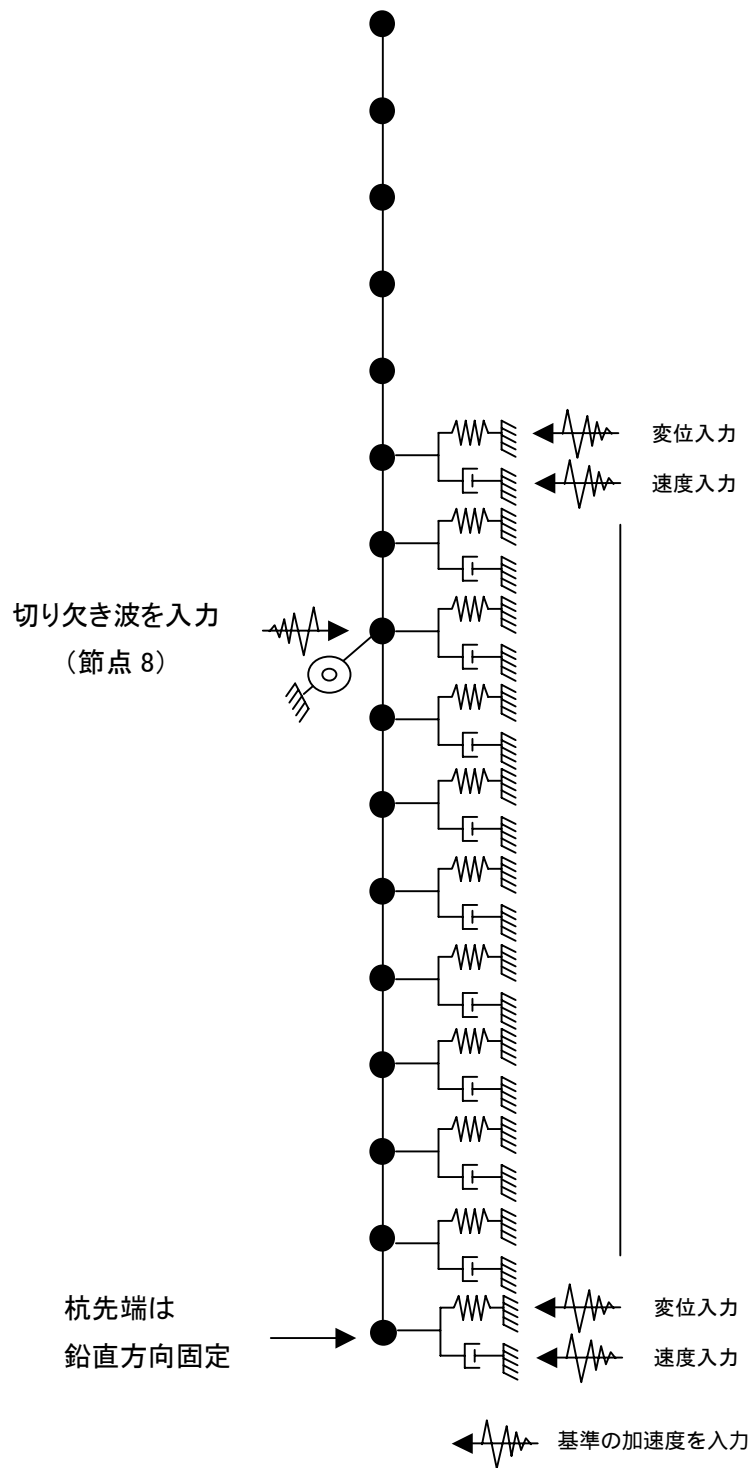 変位入力
速度入力
切り欠き波を入力
（節点 8）
杭先端は
鉛直方向固定
変位入力
速度入力
基準の加速度を入力